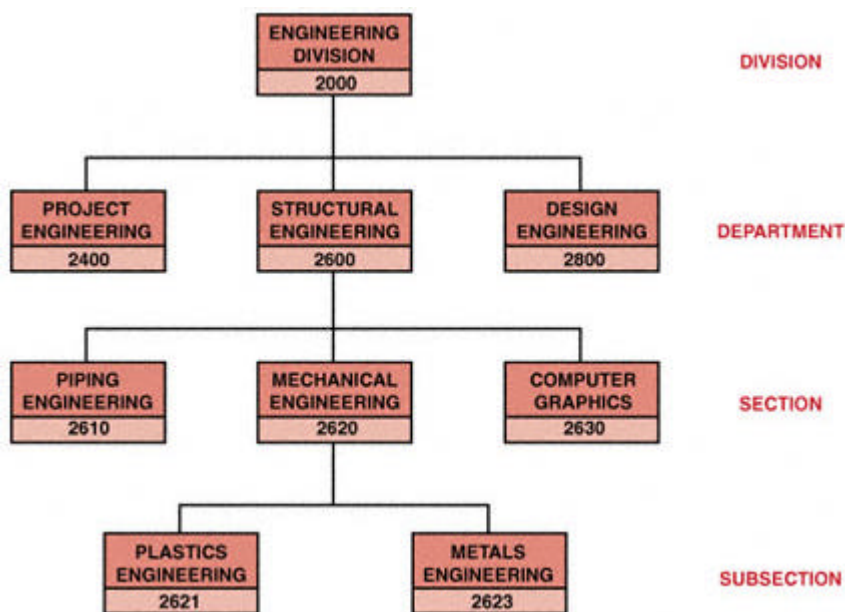 ENGINEERING
DIVISION
2000
DIVISION
PROJECT
ENGINEERING
2400
STRUCTURAL
ENGINEERING
2600
DESIGN
ENGINEERING
2800
DEPARTMENT
PIPING
ENGINEERING
2610
MECHANICAL
ENGINEERING
2620
COMPUTER
GRAPHICS
2630
SECTION
PLASTICS
ENGINEERING
2621
METALS
ENGINEERING
2623
SUBSECTION